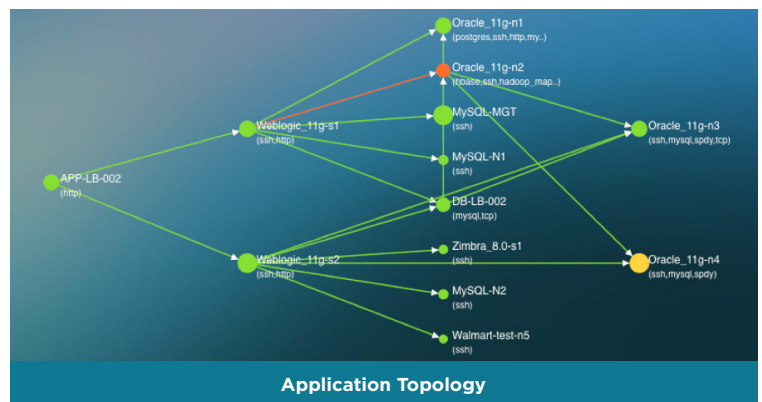 Oracle_11g-n1
(postgres,ssh,http,my..)
Oracle_11g-n2
(hbase,ssh,hadoop_map..)
MySQL-MGT
(ssh)
Weblogic_11g-s1
(ssh,http)
Oracle_11g-n3
(ssh,mysql,spdy,tcp)
MySQL-N1
(ssh)
APP-LB-002
(http)
DB-LB-002
(mysql,tcp)
Zimbra_8.0-s1
(ssh)
Weblogic_11g-s2
(ssh,http)
Oracle_11g-n4
(ssh,mysql,spdy)
MySQL-N2
(ssh)
Walmart-test-n5
(ssh)
Application Topology